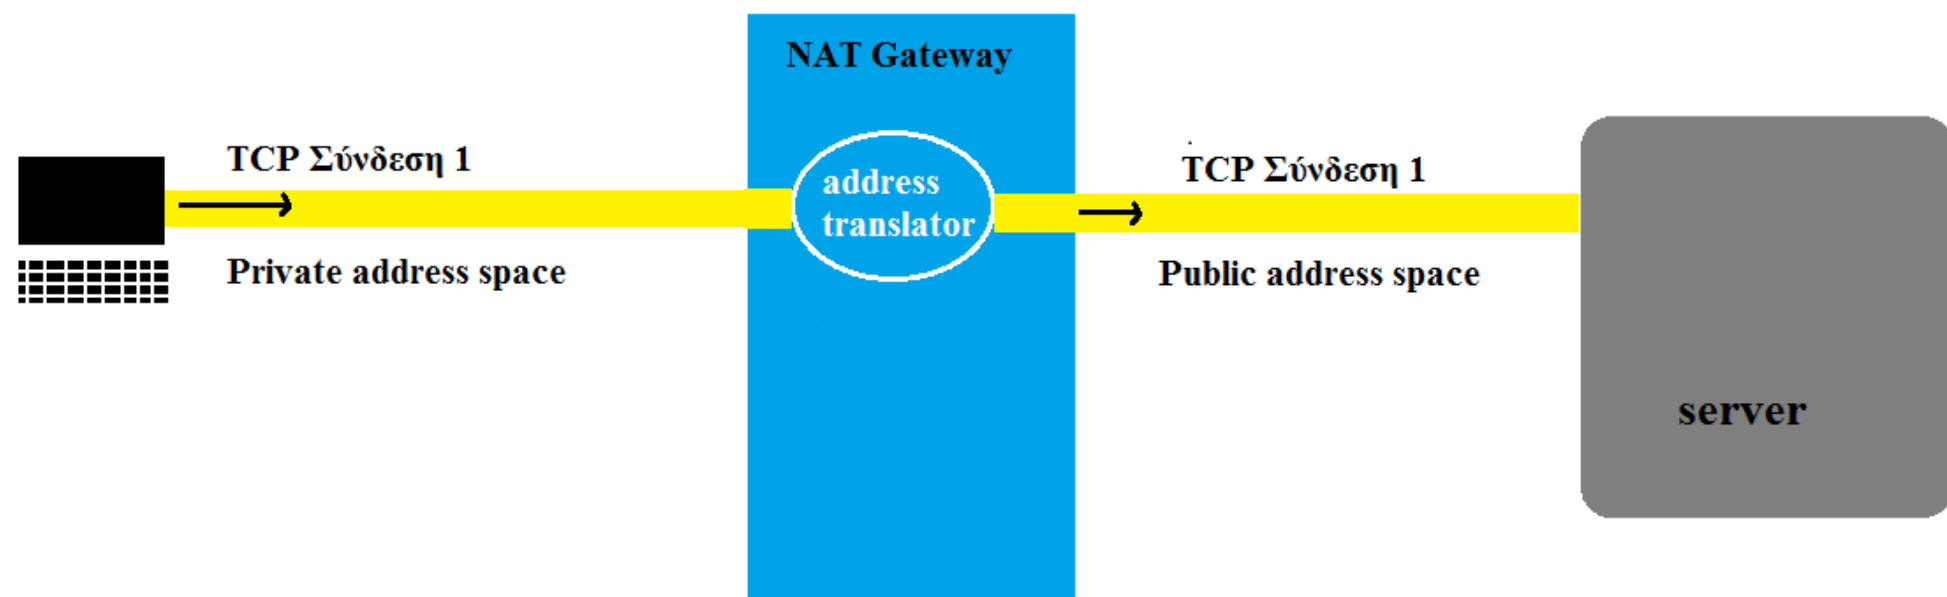 NAT Gateway
TCP Σύνδεση 1
TCP Σύνδεση 1
address
translator
Private address space
Public address space
server